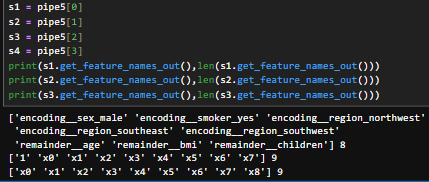 s1 = pipe5[0]
s2 = pipe5[1]
s3 = pipe5[2]
s4 = pipe5[3]
print(s1.get_feature_names_out(),len(s1.get_feature_names_out()))
print(s2.get_feature_names_out(),len(s2.get_feature_names_out()))
print(s3.get_feature_names_out(),len(s3.get_feature_names_out()))
['encoding__sex_male' 'encoding__smoker_yes' 'encoding__region_northwest'
 'encoding__region_southeast' 'encoding__region_southwest'
 'remainder__age' 'remainder__bmi' 'remainder__children'] 8
['1' 'x0' 'x1' 'x2' 'x3' 'x4' 'x5' 'x6' 'x7'] 9
['x0' 'x1' 'x2' 'x3' 'x4' 'x5' 'x6' 'x7' 'x8'] 9